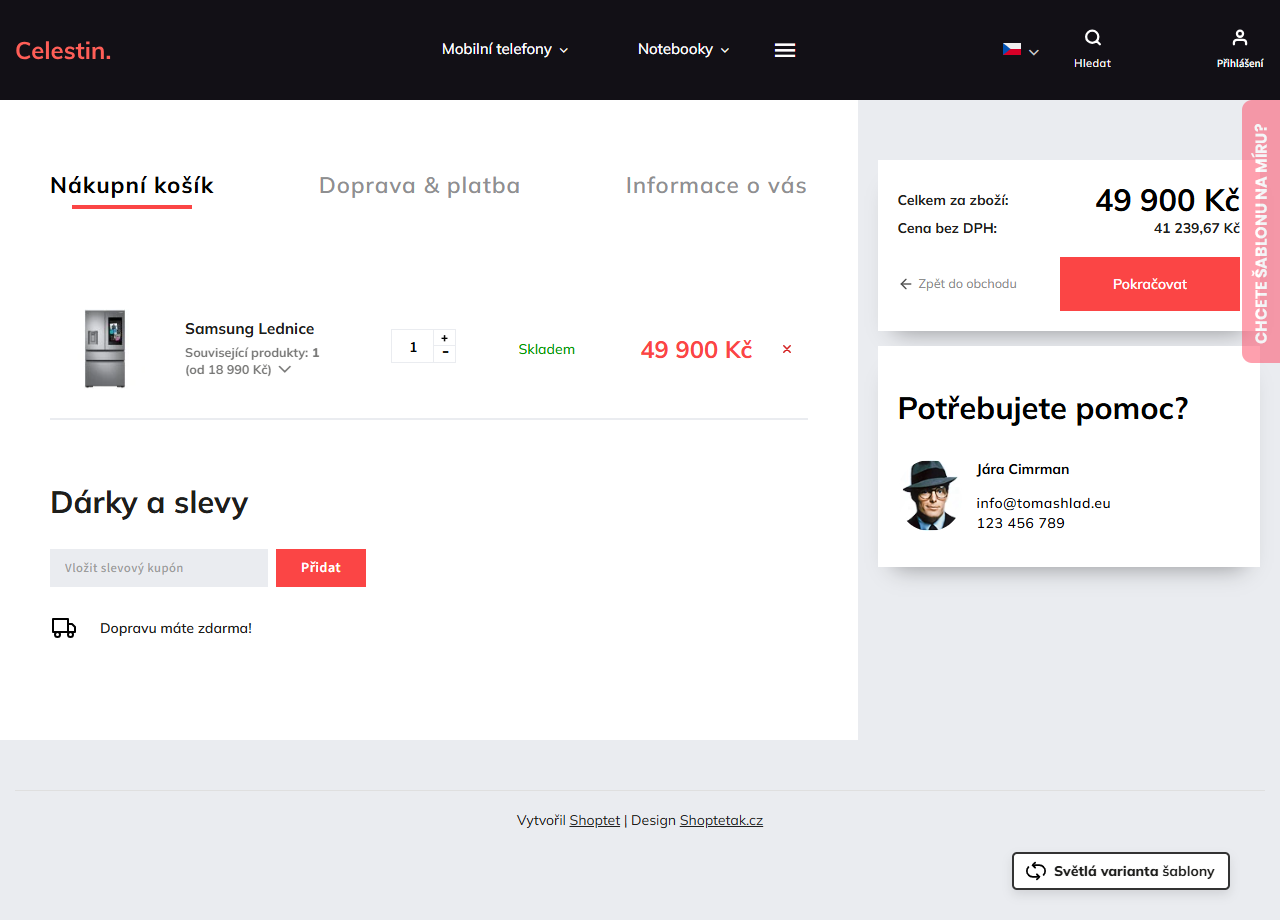 Celestin.
Mobilní telefony
Notebooky
Hledat
Přihlášení
CHCETE ŠABLONU NA MÍRU?
Nákupní košík
Doprava & platba
Informace o vás
Samsung Lednice
Související produkty: 1
(od 18 990 Kč)
1
+
−
Skladem
49 900 Kč
×
Celkem za zboží:
49 900 Kč
Cena bez DPH:
41 239,67 Kč
Zpět do obchodu
Pokračovat
Potřebujete pomoc?
Jára Cimrman
info@tomashlad.eu
123 456 789
Dárky a slevy
Vložit slevový kupón
Přidat
Dopravu máte zdarma!
Vytvořil Shoptet | Design Shoptetak.cz
Světlá varianta šablony